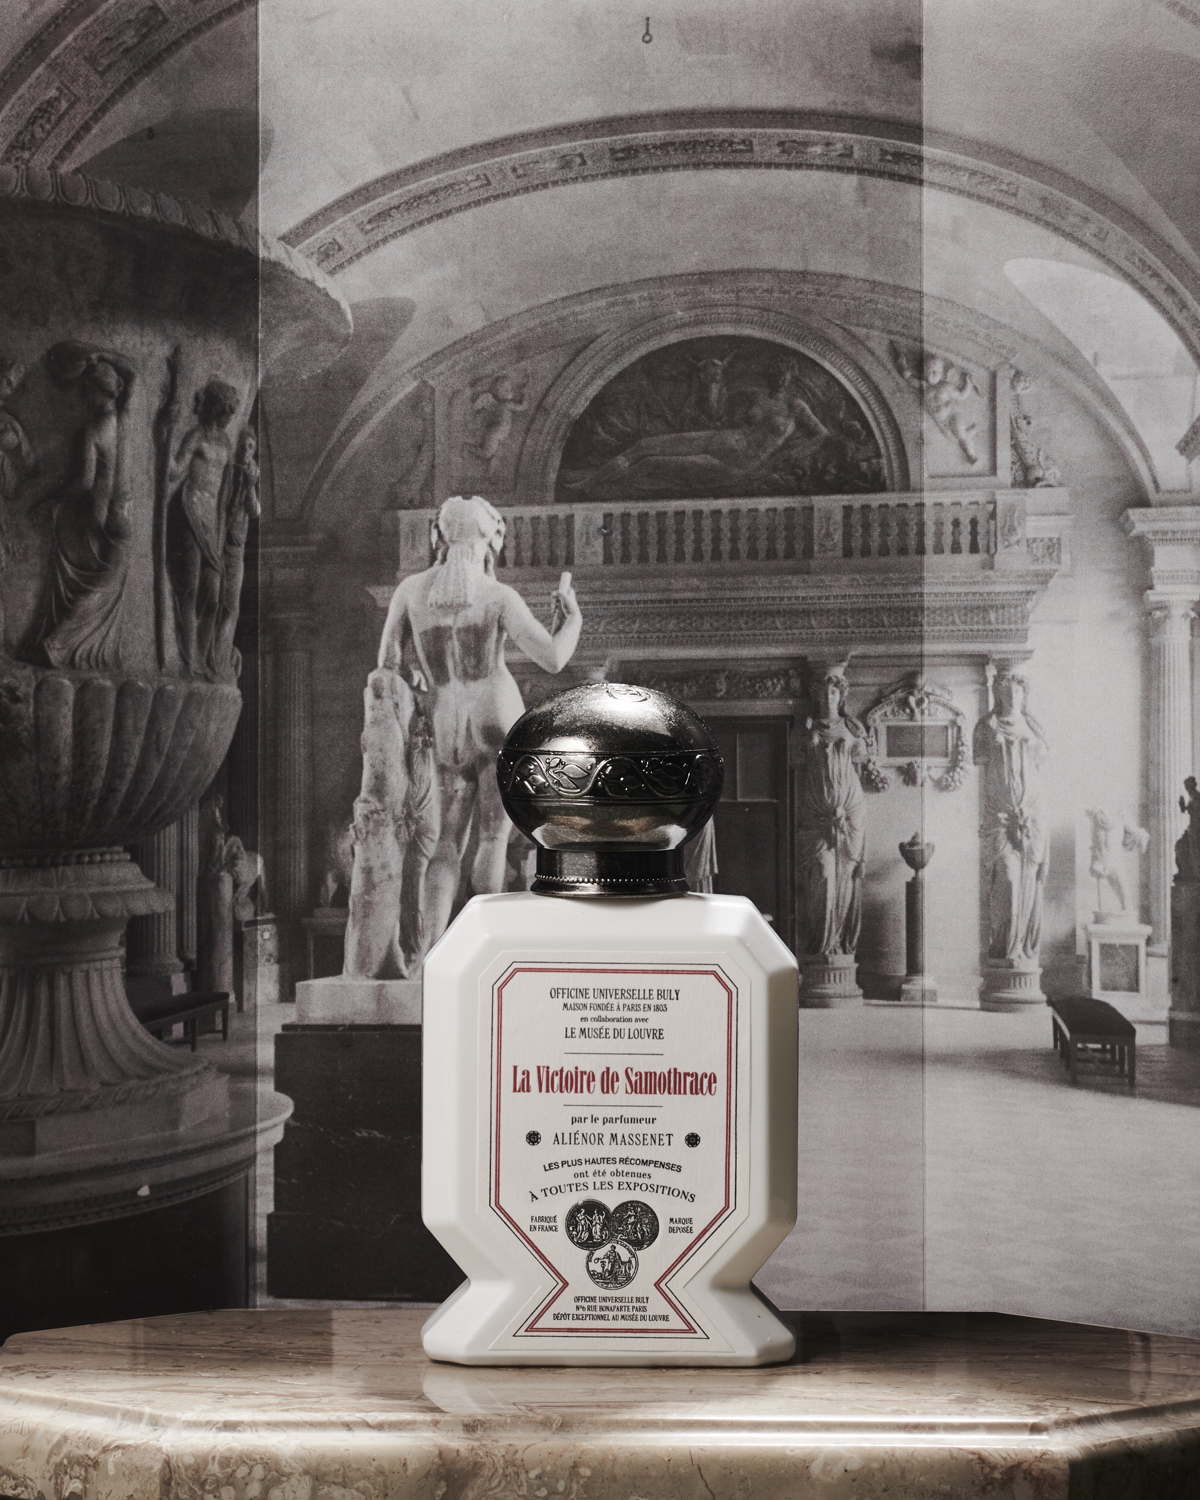 OFFICINE UNIVERSELLE BULY
MAISON FONDÉE À PARIS EN 1803
en collaboration avec
LE MUSÉE DU LOUVRE
La Victoire de Samothrace
par le parfumeur
ALIÉNOR MASSENET
LES PLUS HAUTES RÉCOMPENSES
ont été obtenues
À TOUTES LES EXPOSITIONS
FABRIQUÉ
EN FRANCE
MARQUE
DEPOSÉE
OFFICINE UNIVERSELLE BULY
Nº6 RUE BONAPARTE PARIS
DÉPÔT EXCEPTIONNEL AU MUSÉE DU LOUVRE